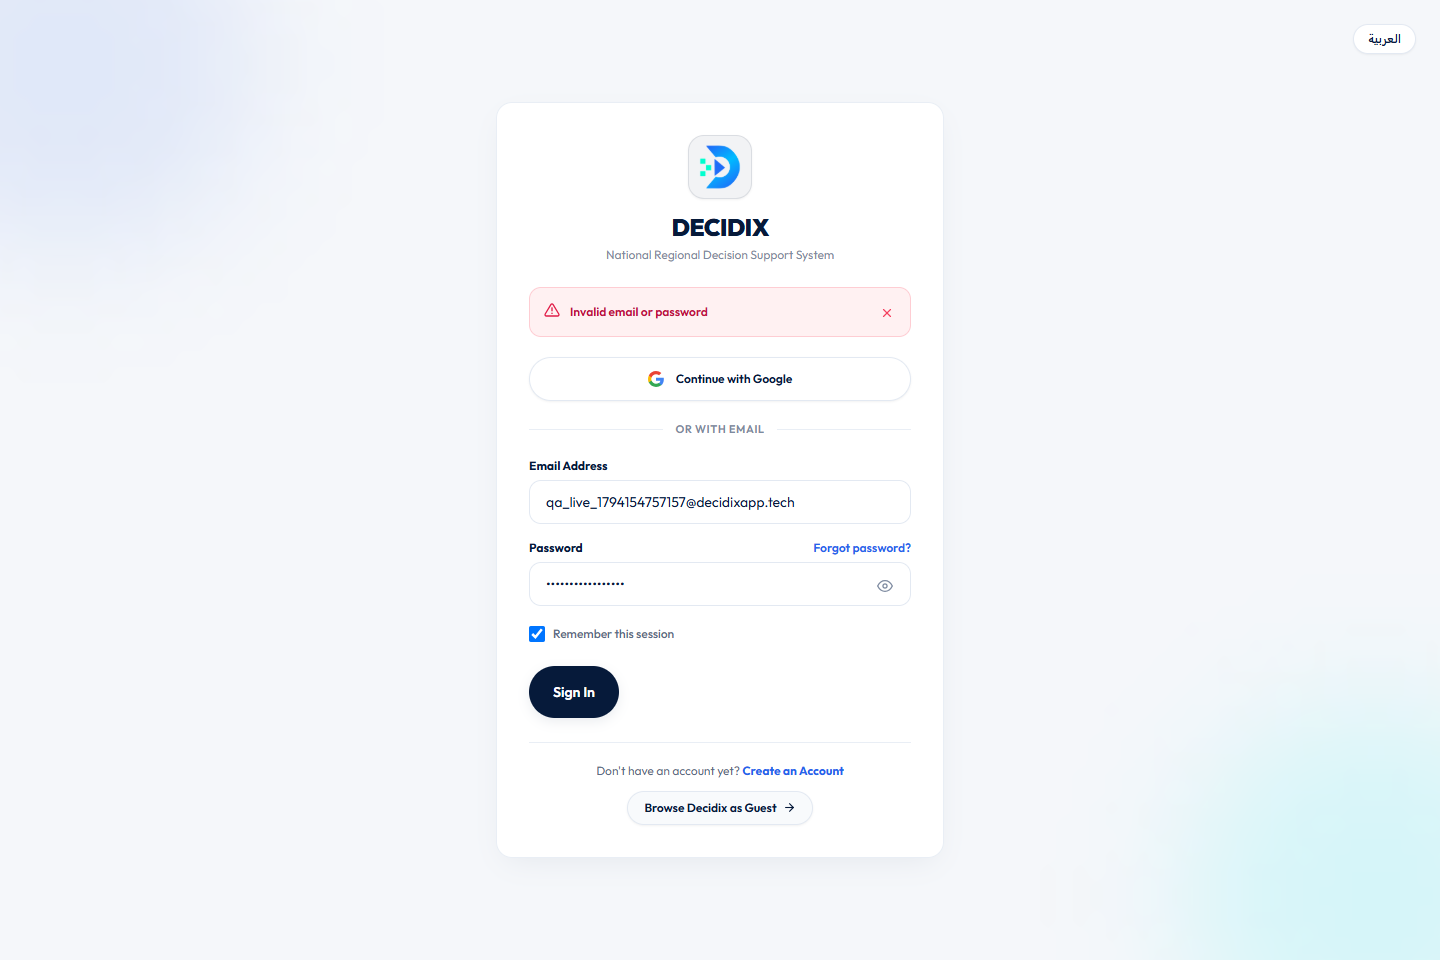 العربية
DECIDIX
National Regional Decision Support System
Invalid email or password
Continue with Google
OR WITH EMAIL
Email Address
qa_live_1794154757157@decidixapp.tech
Password
Forgot password?
•••••••••••••••••
Remember this session
Sign In
Don't have an account yet? Create an Account
Browse Decidix as Guest →